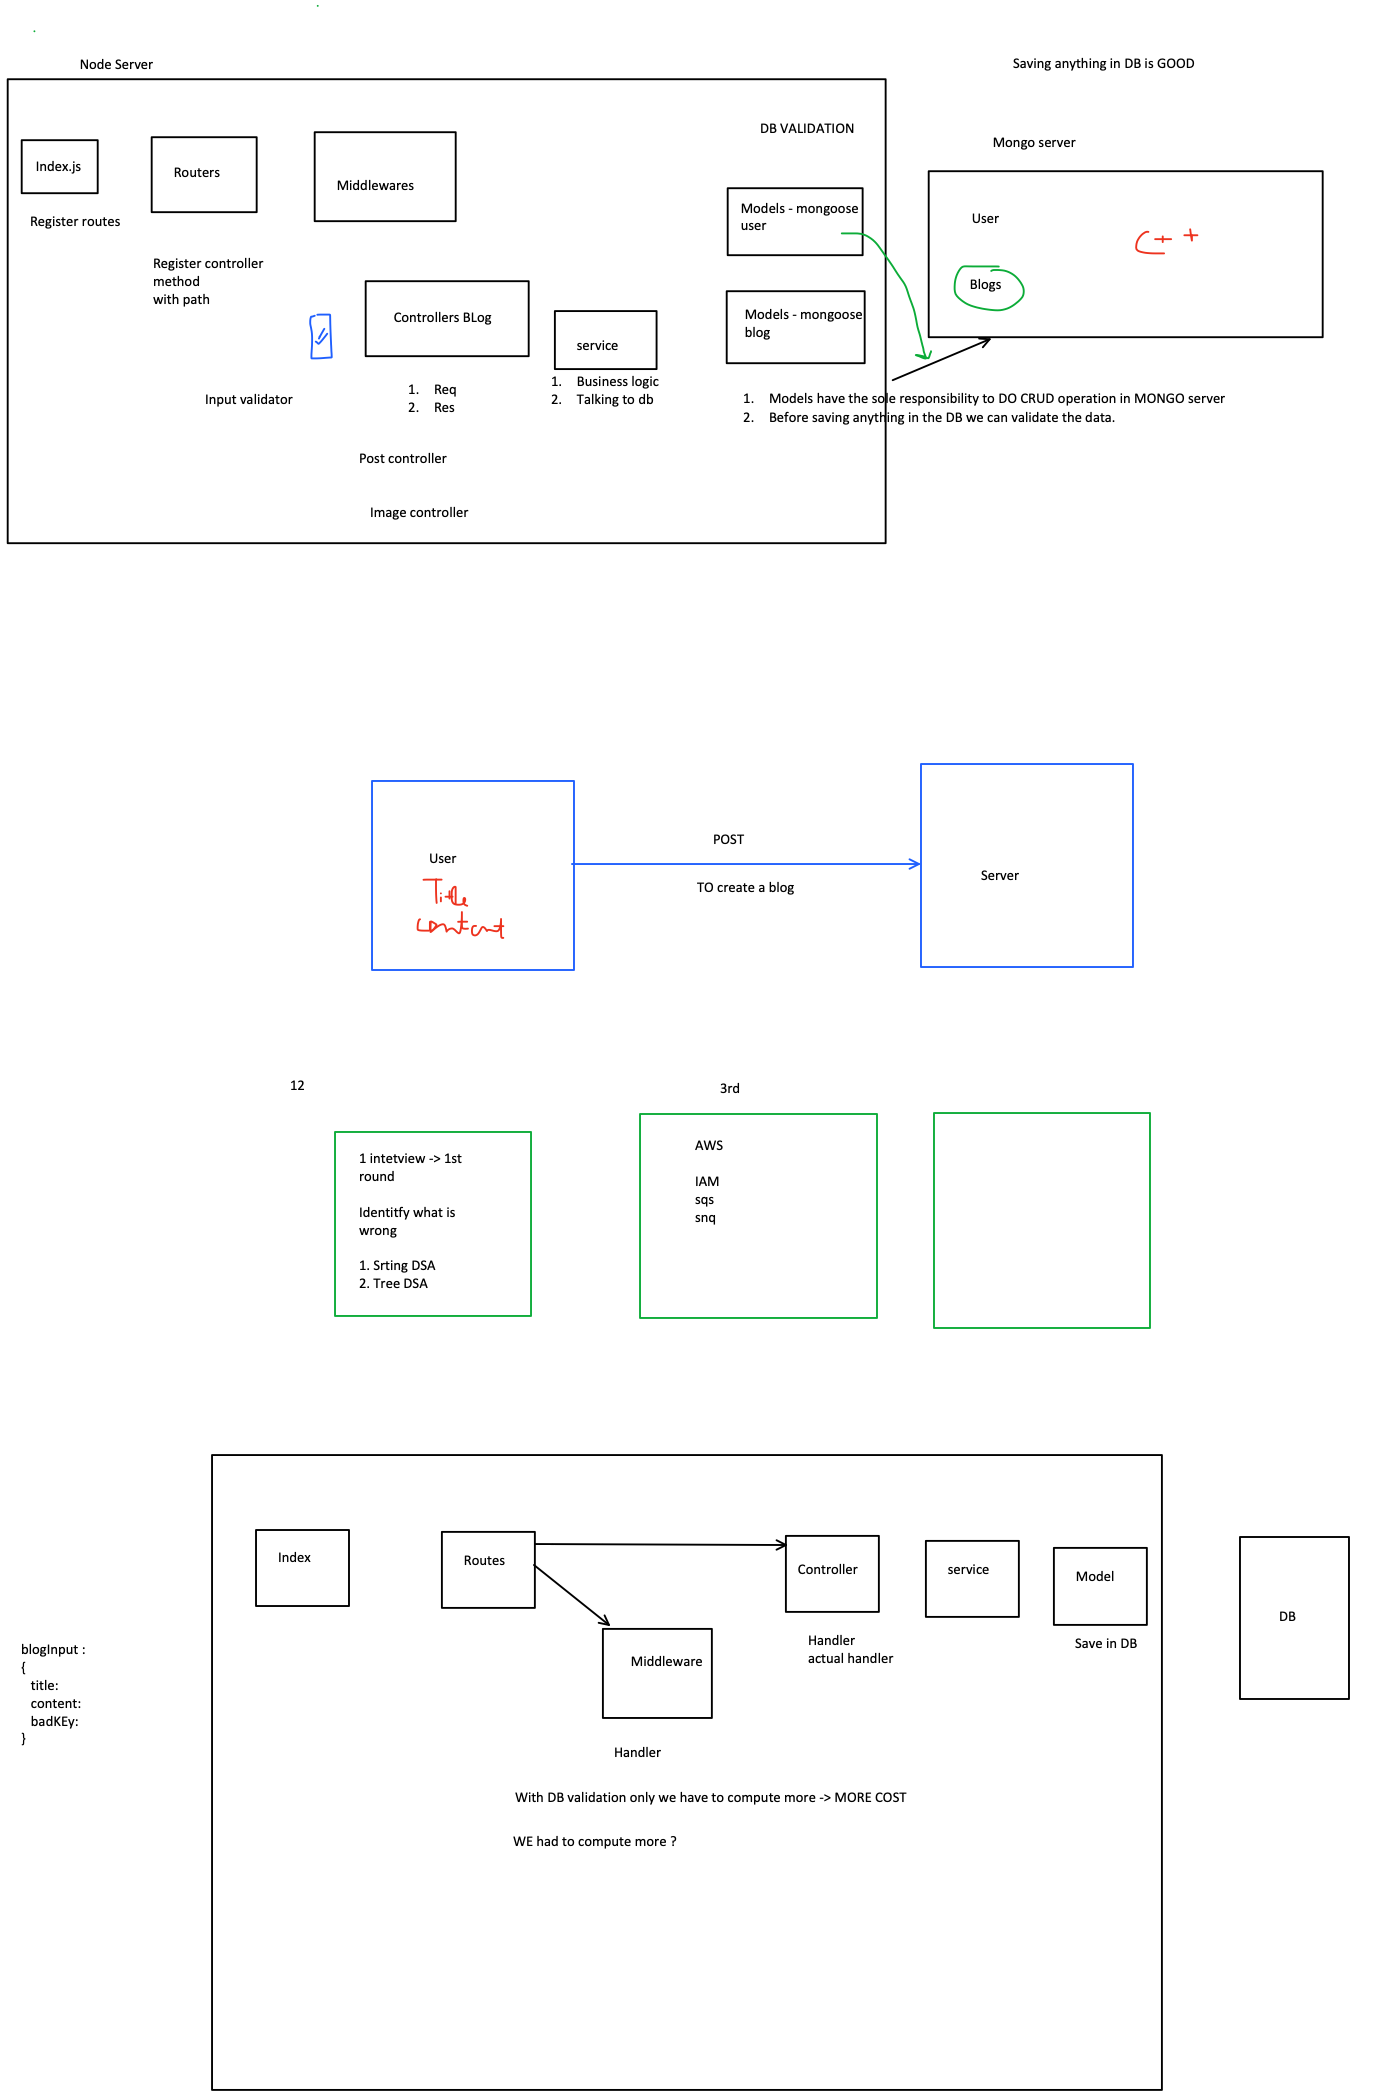 Node Server
Saving anything in DB is GOOD
DB VALIDATION
Mongo server
Index.js
Routers
Middlewares
Register routes
Models - mongoose
user
User
C++
Register controller
method
with path
Blogs
Controllers BLog
Models - mongoose
blog
service
Input validator
1. Req
2. Res
1. Business logic
2. Talking to db
1. Models have the sole responsibility to DO CRUD operation in MONGO server
2. Before saving anything in the DB we can validate the data.
Post controller
Image controller
POST
User
Title
content
TO create a blog
Server
12
3rd
1 intetview -> 1st
round
Identitfy what is
wrong
1. Srting DSA
2. Tree DSA
AWS
IAM
sqs
snq
Index
Routes
Controller
service
Model
DB
Handler
actual handler
Save in DB
Middleware
blogInput :
{
title:
content:
badKEy:
}
Handler
With DB validation only we have to compute more -> MORE COST
WE had to compute more ?